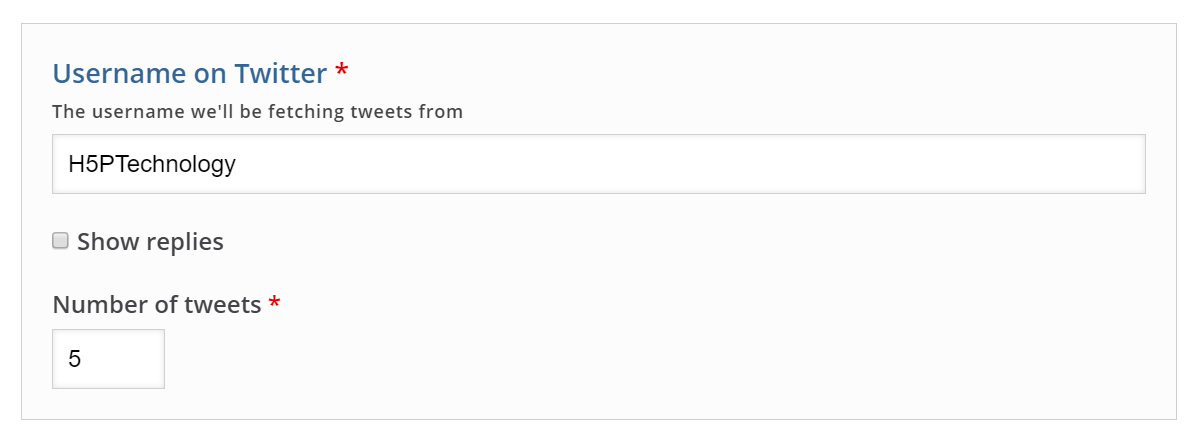 Username on Twitter *
The username we'll be fetching tweets from
H5PTechnology
Show replies
Number of tweets *
5